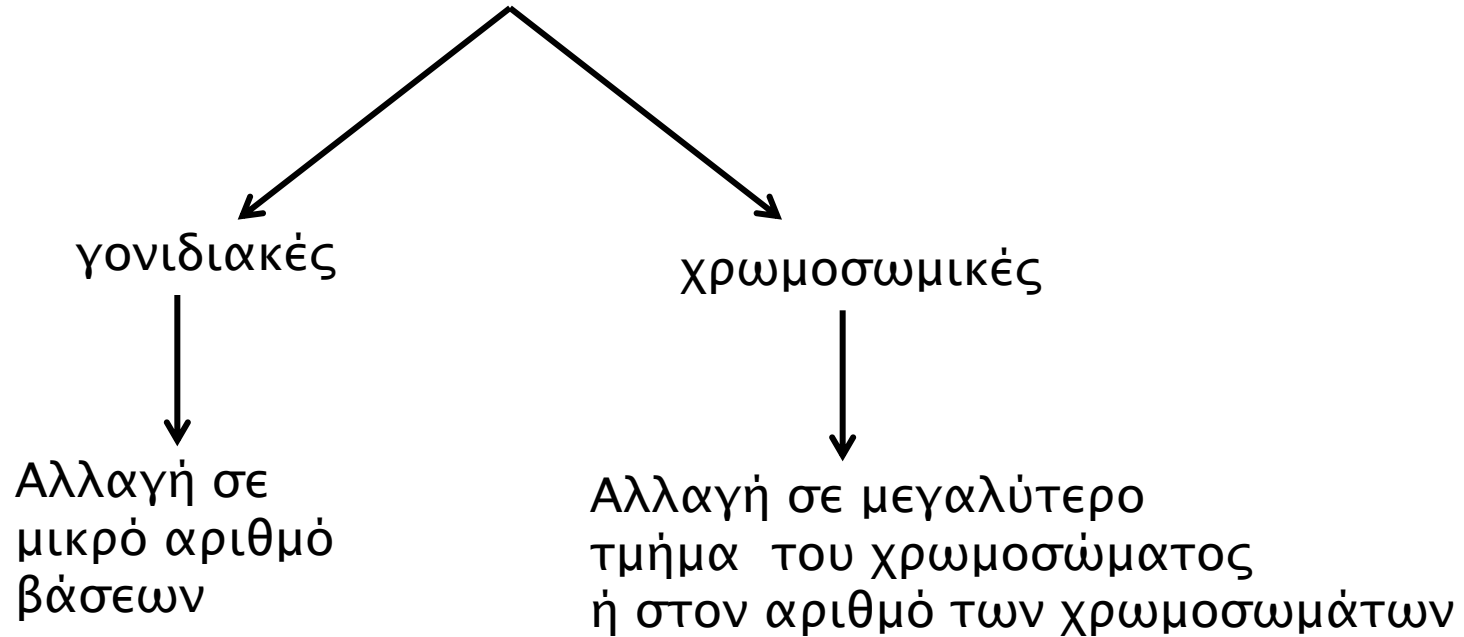 γονιδιακές
χρωμοσωμικές
Αλλαγή σε
μικρό αριθμό
βάσεων
Αλλαγή σε μεγαλύτερο
τμήμα του χρωμοσώματος
ή στον αριθμό των χρωμοσωμάτων